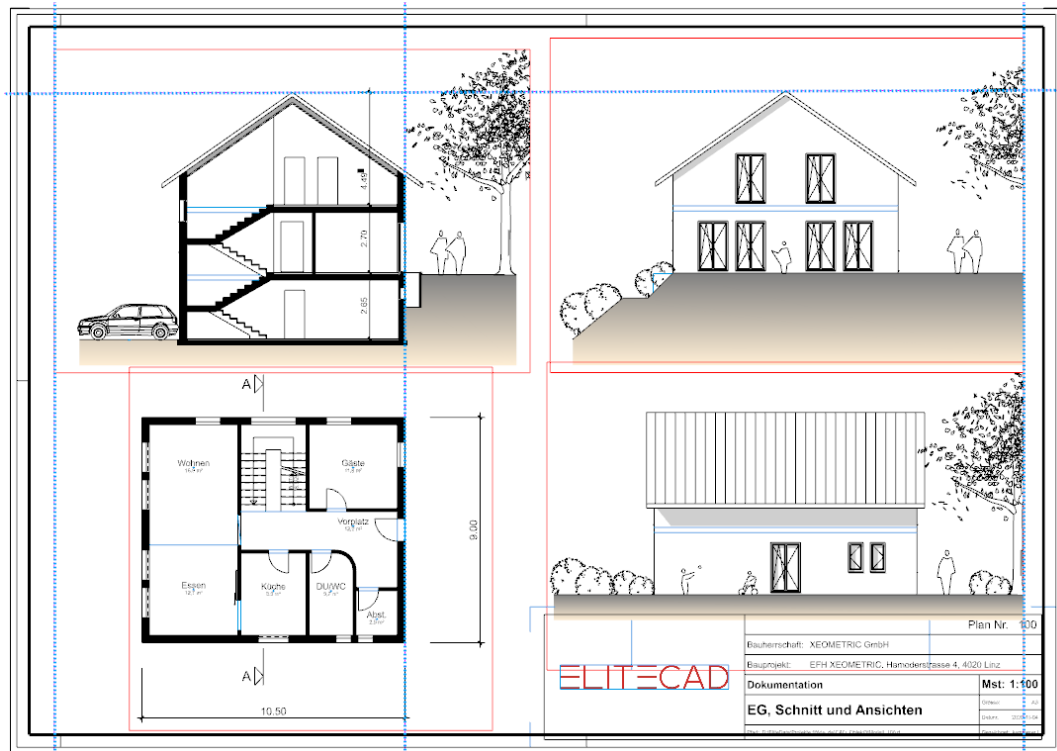 4.49
2.70
2.65
A
Wohnen
Gäste
Vorplatz
Essen
Küche
DU/WC
Abst.
9.00
A
10.50
ELITECAD
Plan Nr. 100
Bauherrschaft: XEOMETRIC GmbH
Bauprojekt: EFH XEOMETRIC, Hamoderstrasse 4, 4020 Linz
Dokumentation
Mst: 1:100
EG, Schnitt und Ansichten